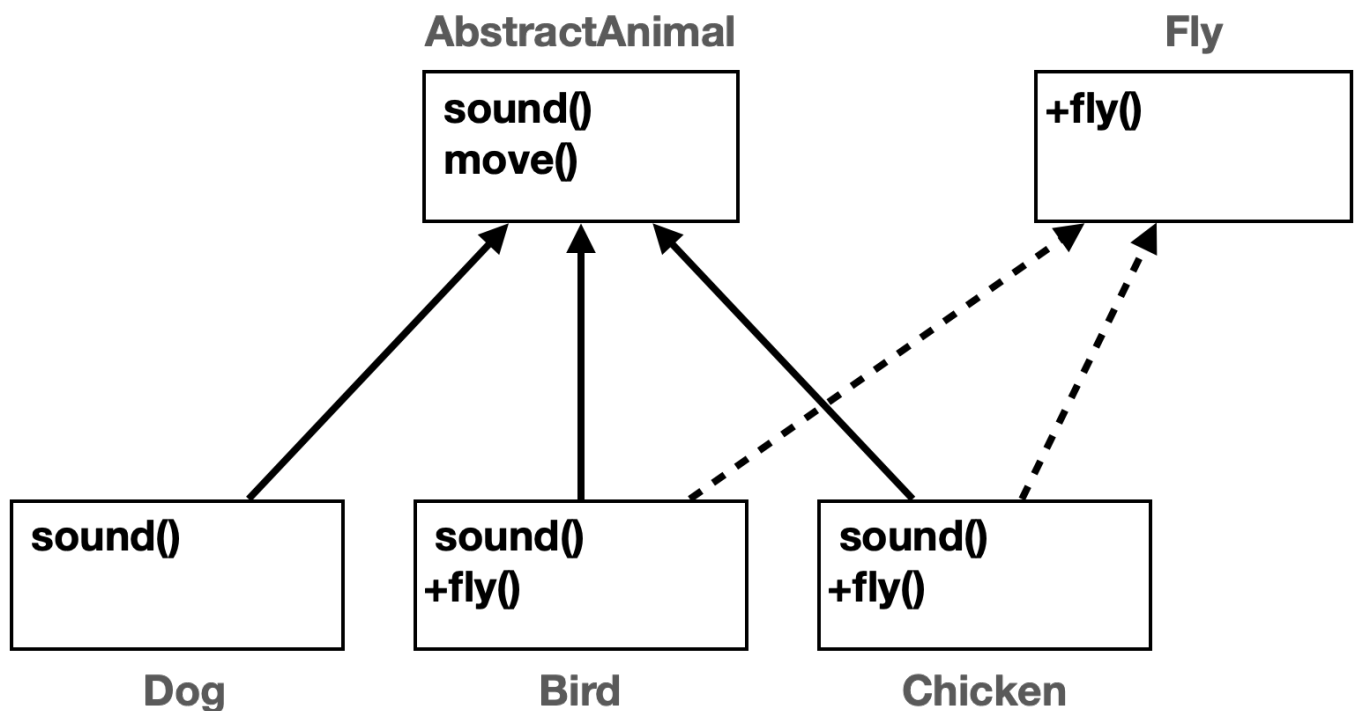 AbstractAnimal
Fly
sound()
move()
+fly()
sound()
sound()
+fly()
sound()
+fly()
Dog
Bird
Chicken